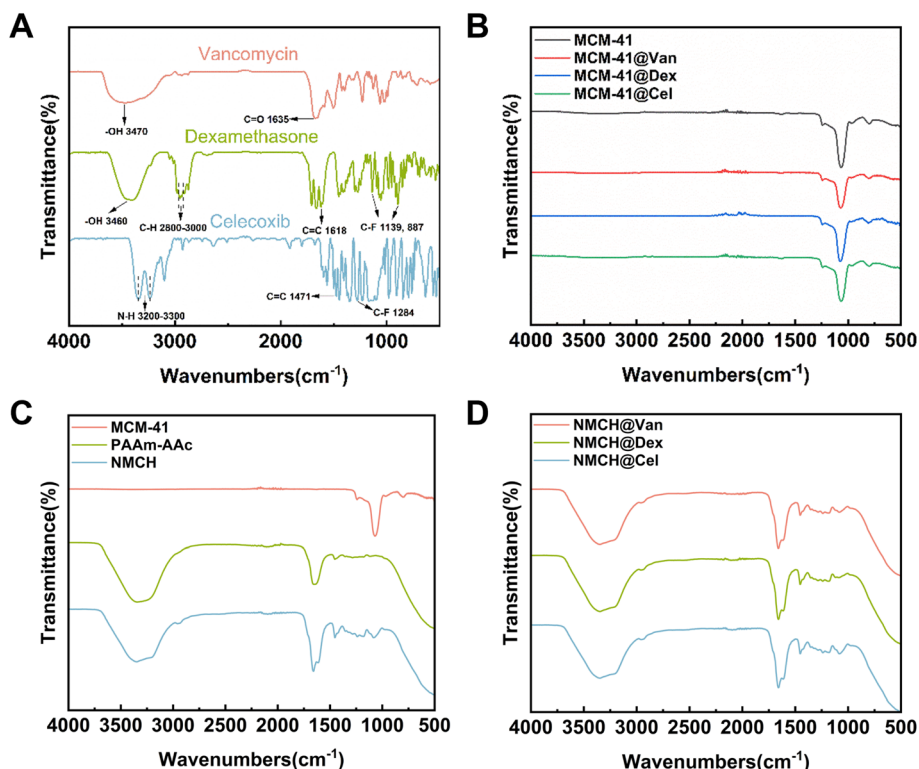 A
Vancomycin
-OH 3470
C=O 1635
Dexamethasone
-OH 3460
C-H 2800-3000
C=C 1618
C-F 1139, 887
Celecoxib
N-H 3200-3300
C=C 1471
C-F 1284
Transmittance(%)
4000 3000 2000 1000
Wavenumbers(cm⁻¹)
B
MCM-41
MCM-41@Van
MCM-41@Dex
MCM-41@Cel
Transmittance(%)
4000 3500 3000 2500 2000 1500 1000 500
Wavenumbers(cm⁻¹)
C
MCM-41
PAAm-AAc
NMCH
Transmittance(%)
4000 3500 3000 2500 2000 1500 1000 500
Wavenumbers(cm⁻¹)
D
NMCH@Van
NMCH@Dex
NMCH@Cel
Transmittance(%)
4000 3500 3000 2500 2000 1500 1000 500
Wavenumbers(cm⁻¹)